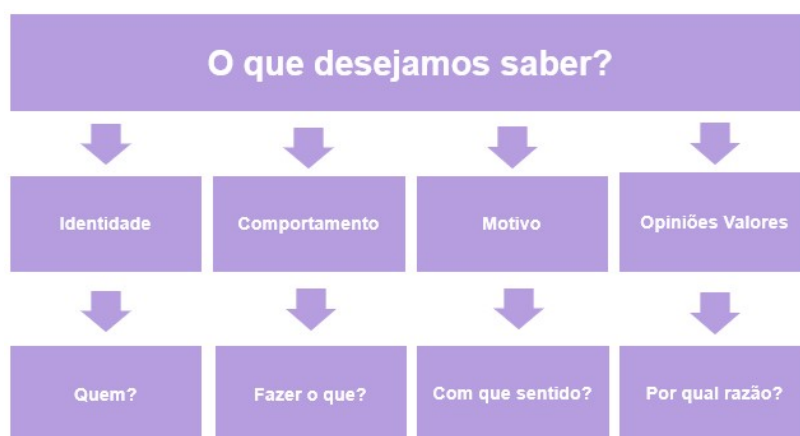 O que desejamos saber?
Identidade
Comportamento
Motivo
Opiniões Valores
Quem?
Fazer o que?
Com que sentido?
Por qual razão?